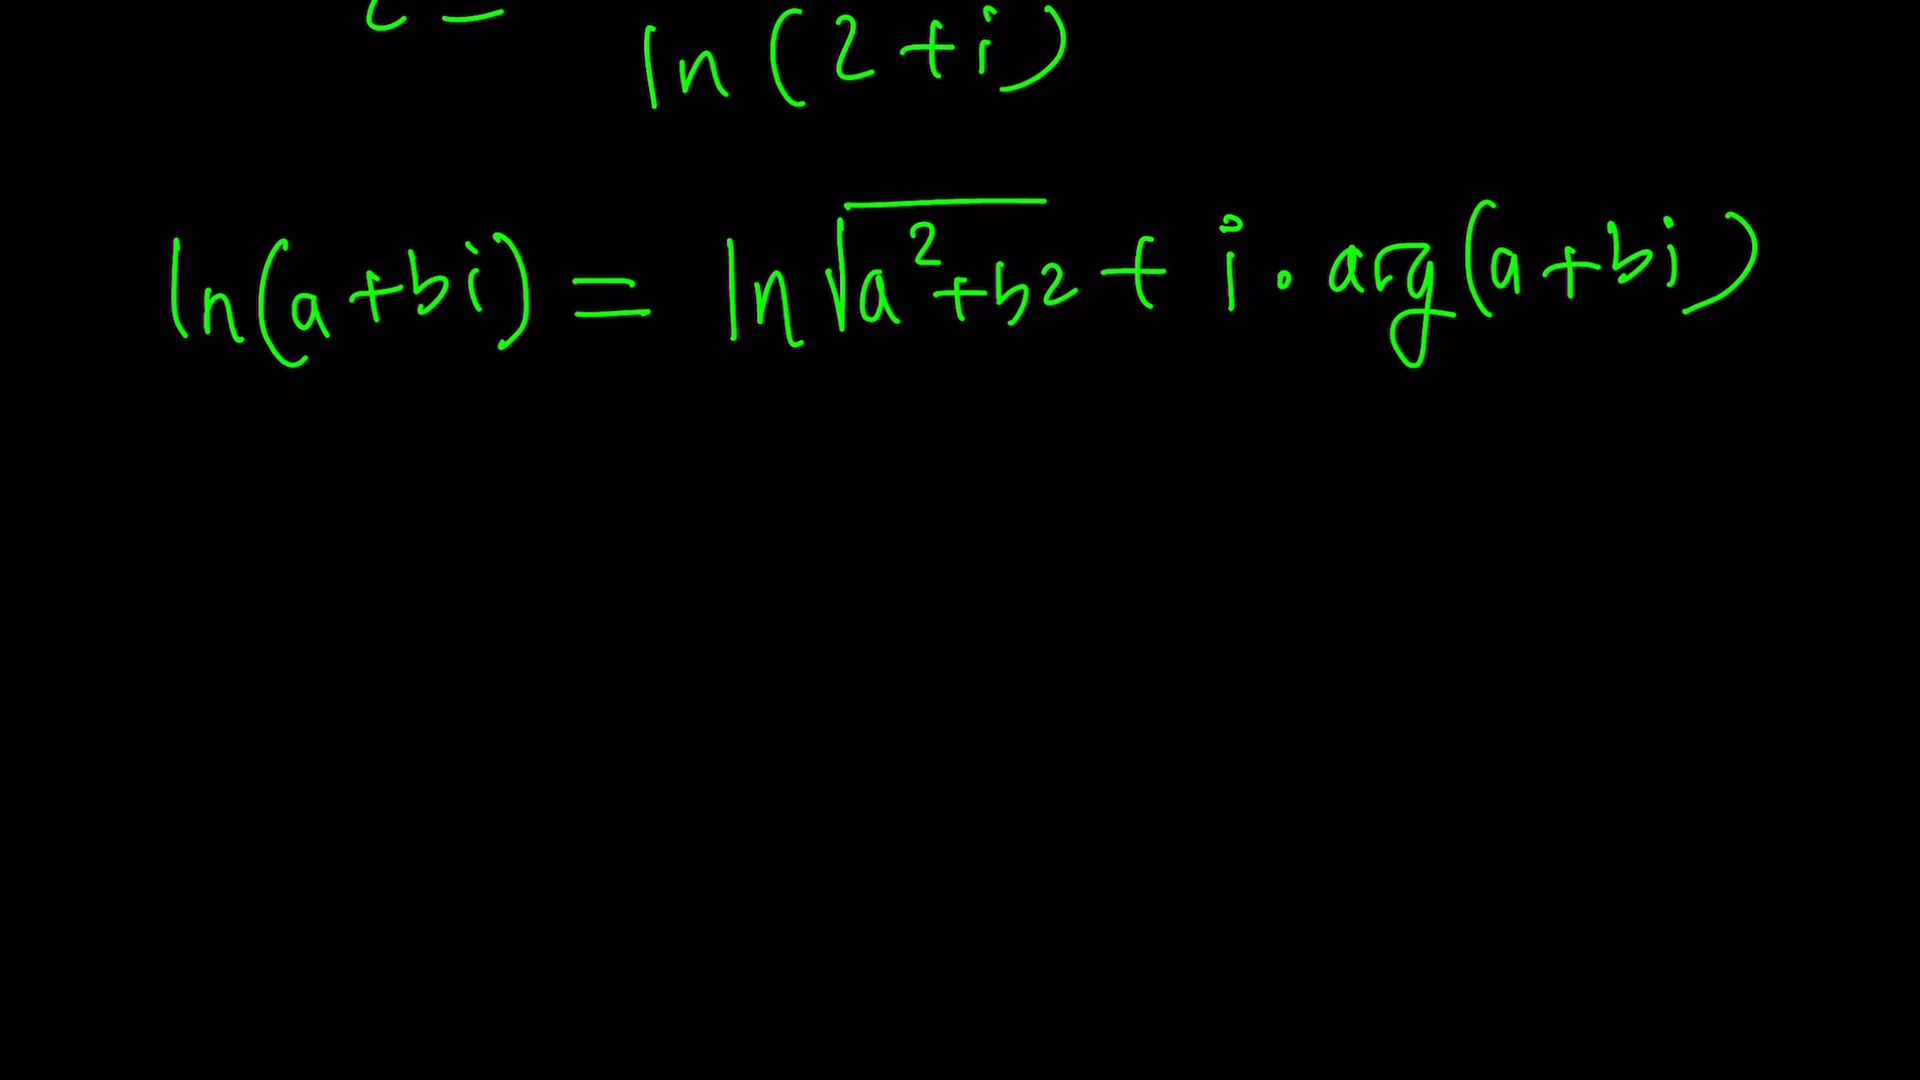 ln(2+i)
ln(a+bi) = ln√a²+b2 + i · arg(a+bi)